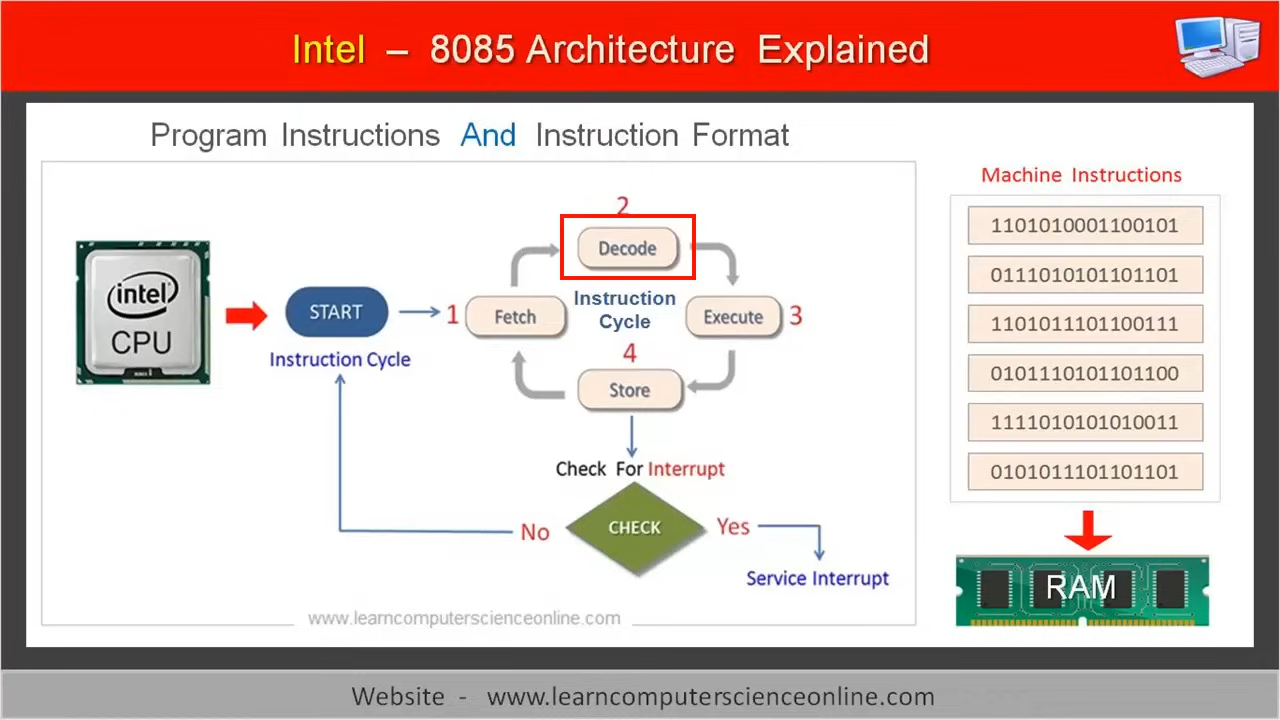 Intel – 8085 Architecture Explained
Program Instructions And Instruction Format
Machine Instructions
1101010001100101
0111010101101101
1101011101100111
0101110101101100
1111010101010011
0101011101101101
RAM
intel
CPU
START
Instruction Cycle
1
Fetch
2
Decode
Instruction
Cycle
Execute
3
4
Store
Check For Interrupt
CHECK
No
Yes
Service Interrupt
www.learncomputerscienceonline.com
Website - www.learncomputerscienceonline.com